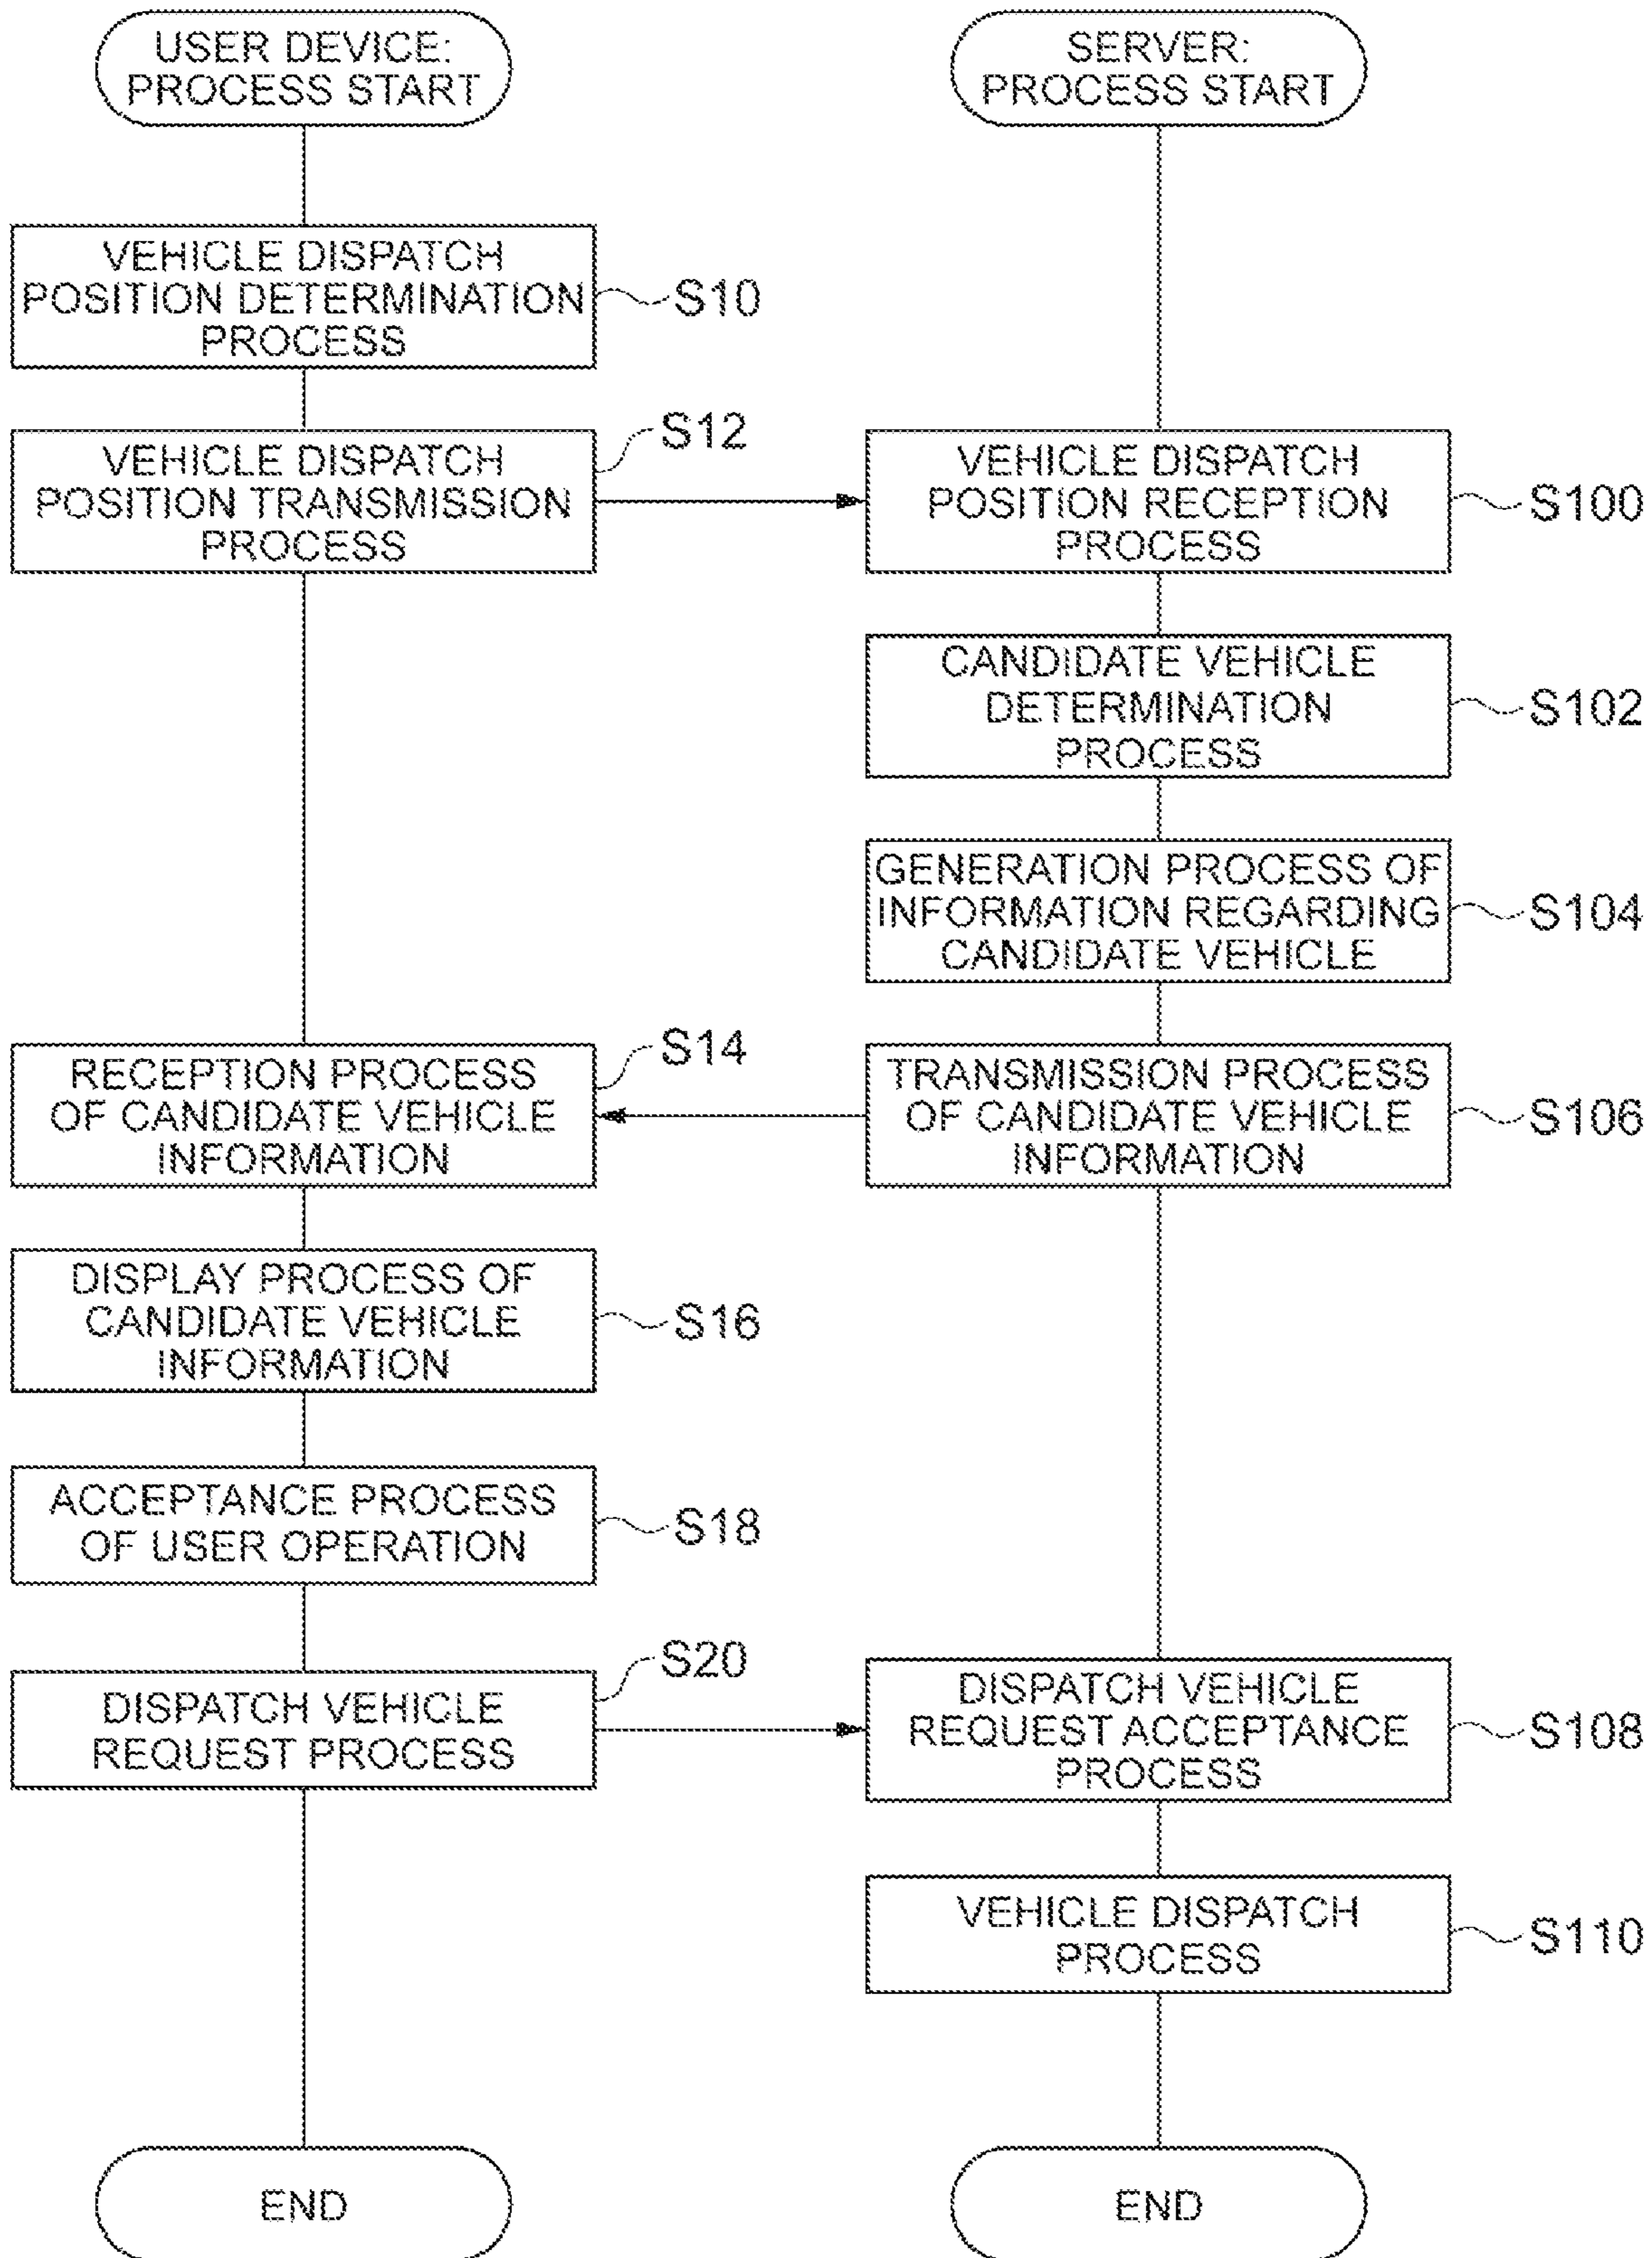 USER DEVICE:
PROCESS START
SERVER:
PROCESS START
VEHICLE DISPATCH
POSITION DETERMINATION
PROCESS
S10
VEHICLE DISPATCH
POSITION TRANSMISSION
PROCESS
S12
VEHICLE DISPATCH
POSITION RECEPTION
PROCESS
S100
CANDIDATE VEHICLE
DETERMINATION
PROCESS
S102
GENERATION PROCESS OF
INFORMATION REGARDING
CANDIDATE VEHICLE
S104
RECEPTION PROCESS
OF CANDIDATE VEHICLE
INFORMATION
S14
TRANSMISSION PROCESS
OF CANDIDATE VEHICLE
INFORMATION
S106
DISPLAY PROCESS OF
CANDIDATE VEHICLE
INFORMATION
S16
ACCEPTANCE PROCESS
OF USER OPERATION
S18
DISPATCH VEHICLE
REQUEST PROCESS
S20
DISPATCH VEHICLE
REQUEST ACCEPTANCE
PROCESS
S108
VEHICLE DISPATCH
PROCESS
S110
END
END